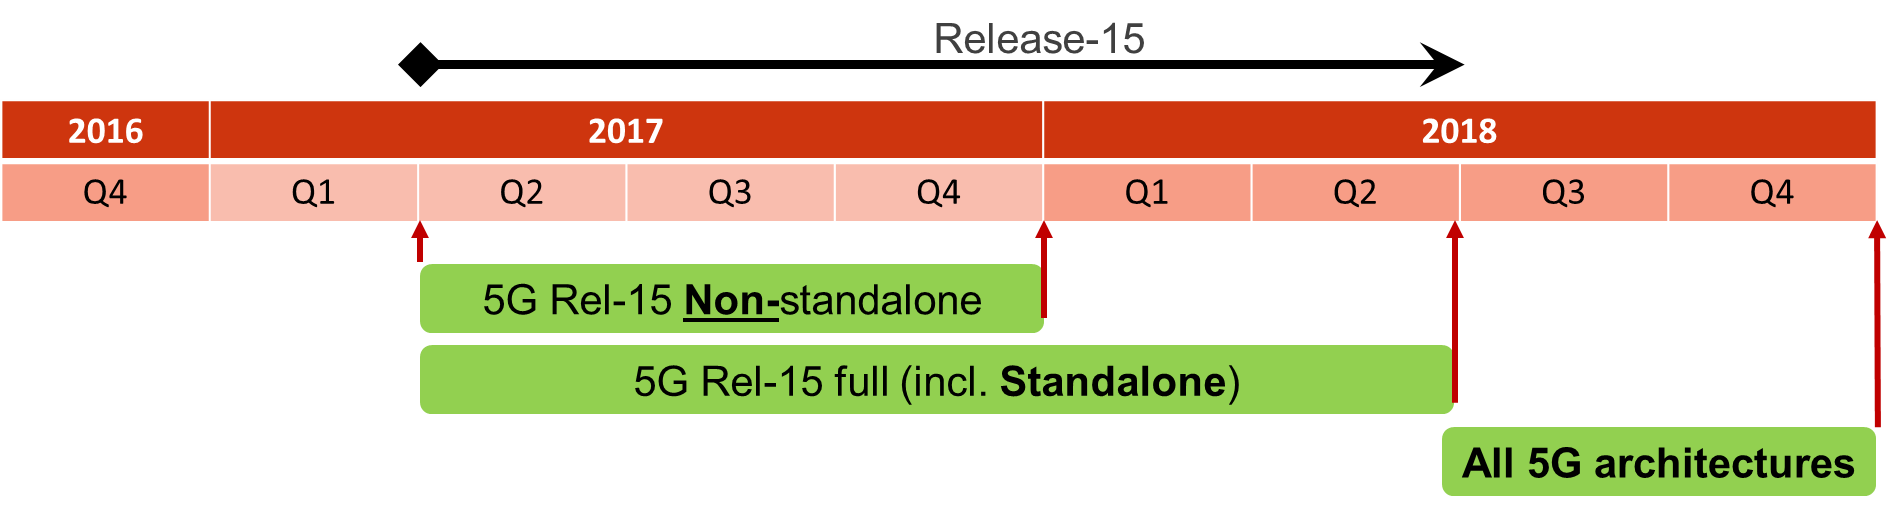 Release-15
2016 2017 2018
Q4 Q1 Q2 Q3 Q4 Q1 Q2 Q3 Q4
5G Rel-15 Non-standalone
5G Rel-15 full (incl. Standalone)
All 5G architectures